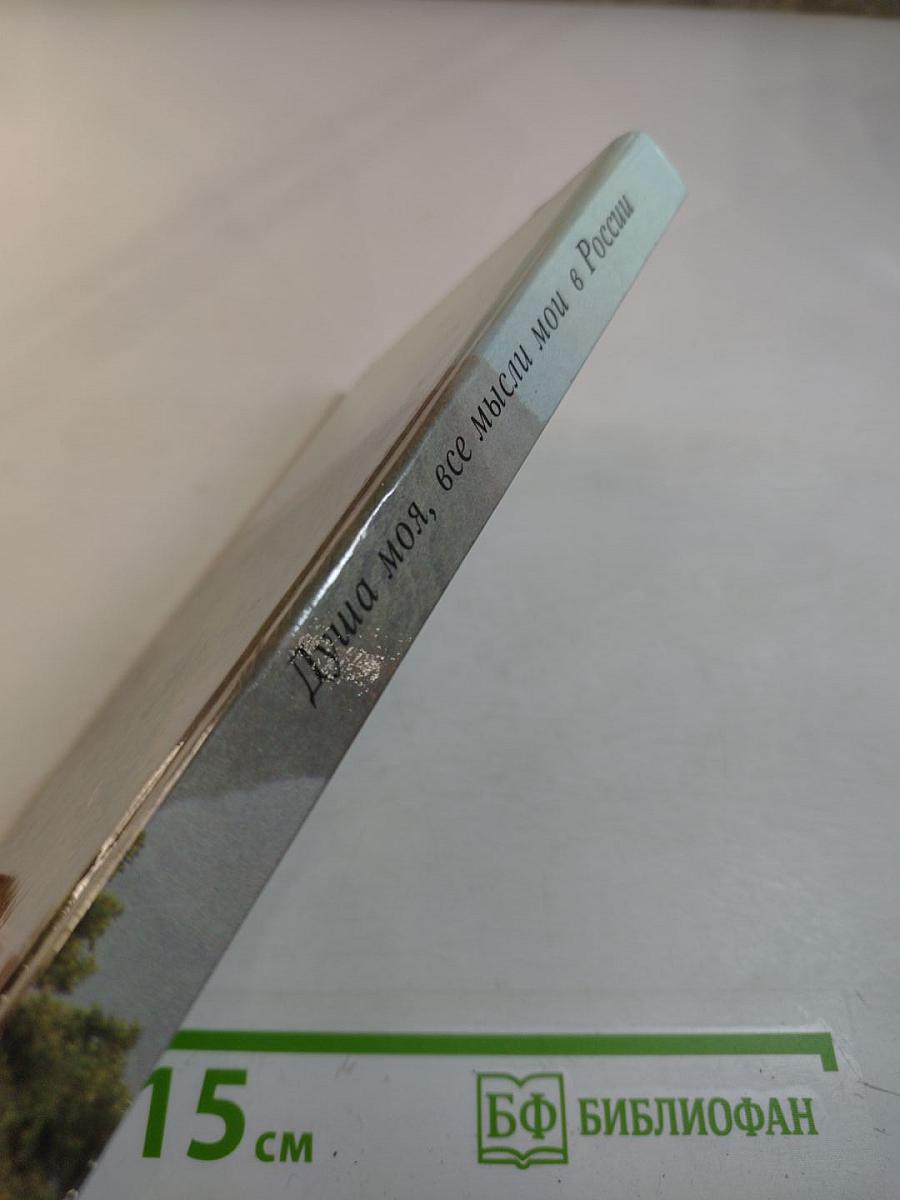 Душа моя, все мысли мои в России
15 см
БФ БИБЛИОФАН